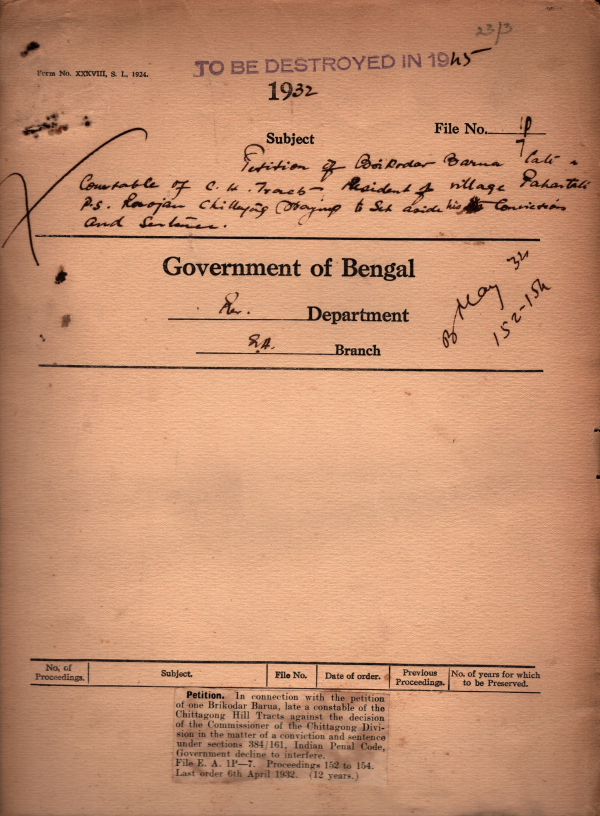 23/3
Form No. XXXVIII, S. I., 1924.
TO BE DESTROYED IN 1945
1932
File No. 1P
7
Subject
Petition of Brikodar Barua late a
Constable of C. H. Tracts Resident of village Pahartali
P.S. Raojan Chittagong Praying to Set aside his Conviction
and Sentence.
Government of Bengal
Rev. Department
E.A. Branch
B May 32
152-154
No. of Proceedings.
Subject.
File No.
Date of order.
Previous Proceedings.
No. of years for which to be Preserved.
Petition. In connection with the petition
of one Brikodar Barua, late a constable of the
Chittagong Hill Tracts against the decision
of the Commissioner of the Chittagong Divi-
sion in the matter of a conviction and sentence
under sections 384/161, Indian Penal Code,
Government decline to interfere.
File E. A. 1P—7. Proceedings 152 to 154.
Last order 6th April 1932. (12 years.)